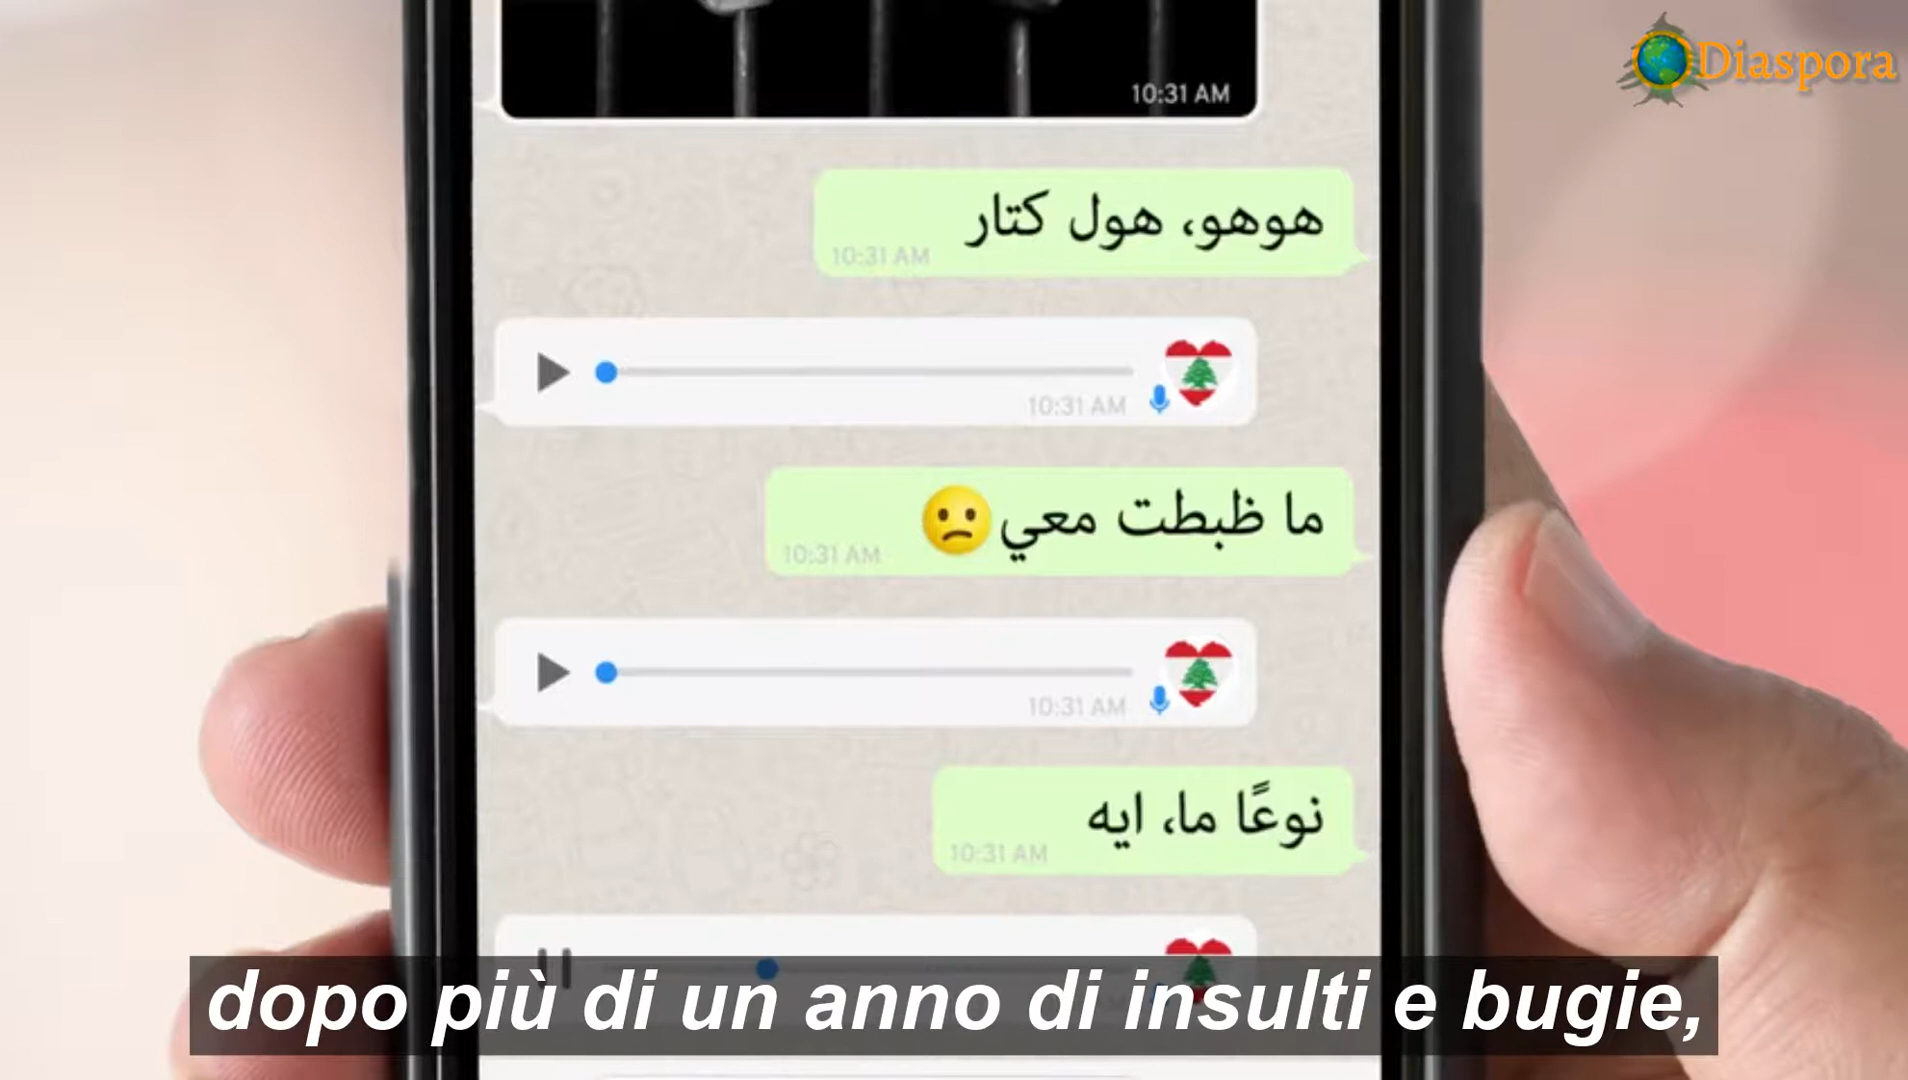 Diaspora
10:31 AM
هوهو، هول كتار
10:31 AM
10:31 AM
ما ظبطت معي🙁
10:31 AM
10:31 AM
نوعًا ما، ايه
10:31 AM
dopo più di un anno di insulti e bugie,